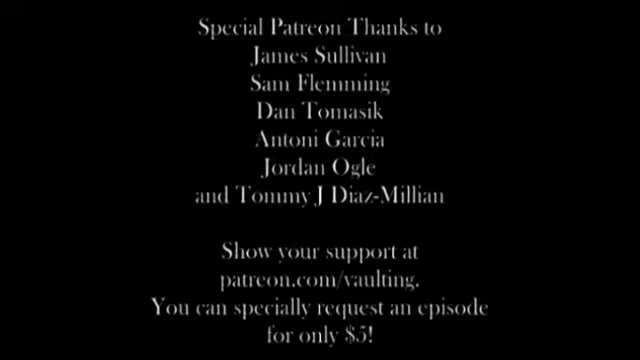 Special Patreon Thanks to
James Sullivan
Sam Flemming
Dan Tomasik
Antoni Garcia
Jordan Ogle
and Tommy J Diaz-Millian
Show your support at
patreon.com/vaulting.
You can specially request an episode
for only $5!